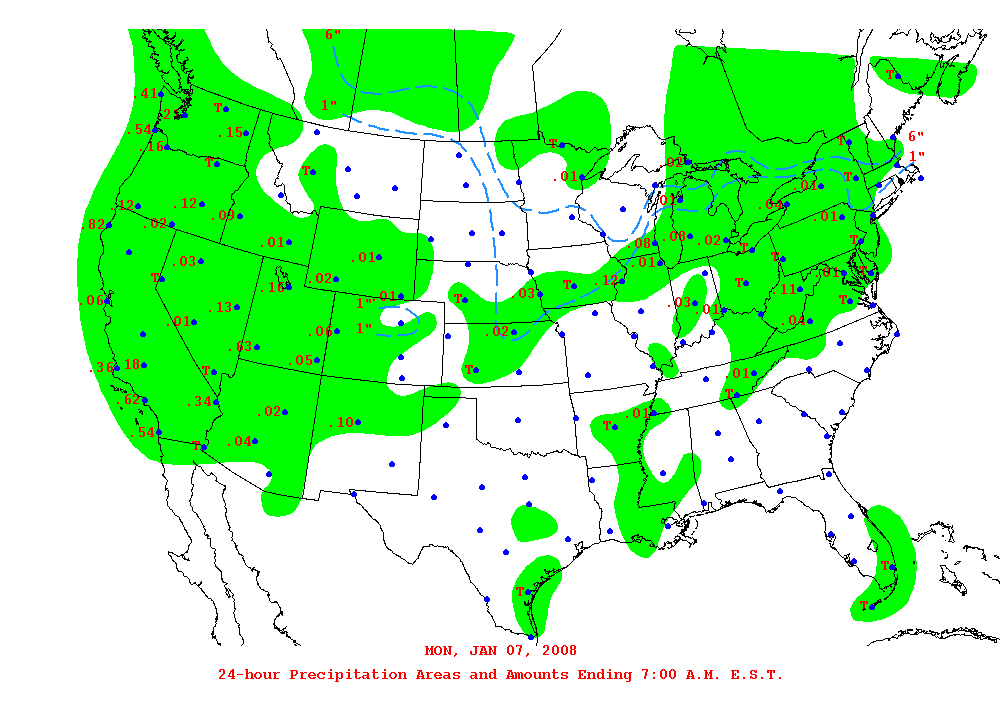 6"
T
1"
.41
T
.54
.15
T
6"
.16
.02
T
1"
T
T
.01
T
.01
.01
.12
.12
.04
.09
.01
.82
.02
.08
.08
.02
T
.01
T
T
.03
.01
.01
T
T
.02
.16
T
.12
T
.11
.01
T
1"
.03
.03
T
.06
.13
.01
.01
1"
.06
.02
.04
.63
.05
.36
.18
T
T
.01
.62
.34
T
.02
.10
.01
T
.54
.04
T
T
T
T
MON, JAN 07, 2008
24-hour Precipitation Areas and Amounts Ending 7:00 A.M. E.S.T.